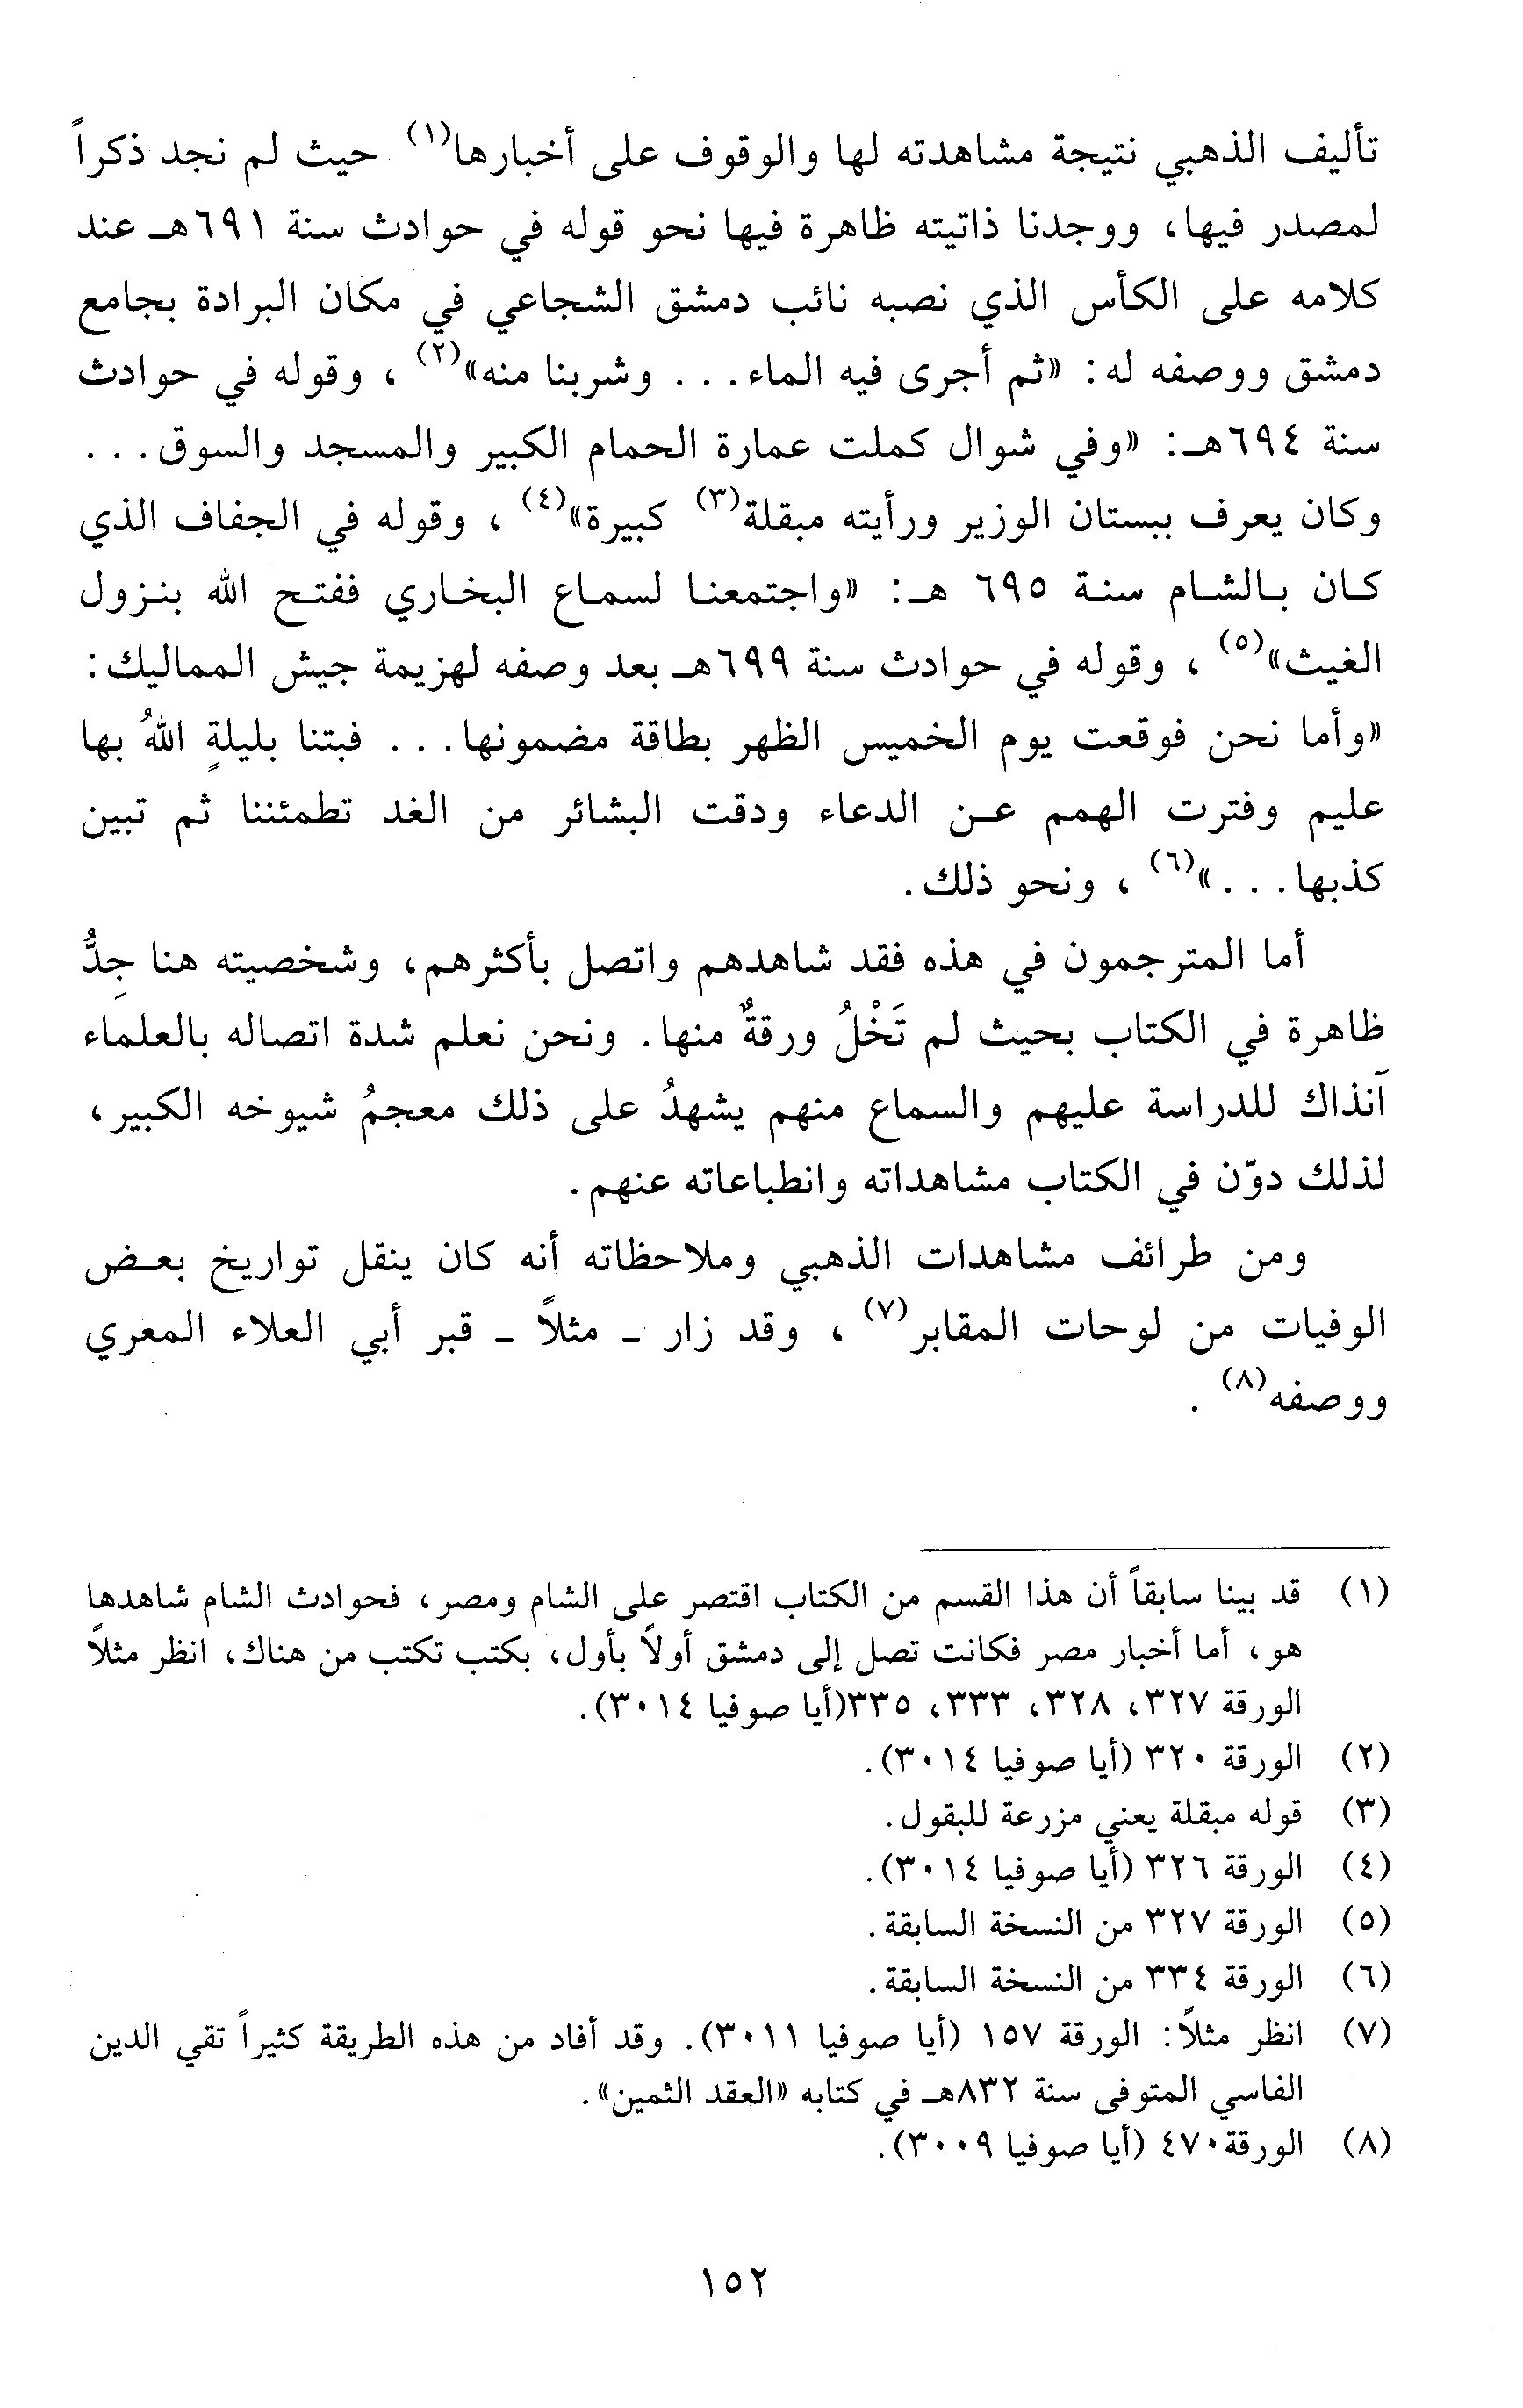 تأليف الذهبي نتيجة مشاهدته لها والوقوف على أخبارها(١) حيث لم نجد ذكراً
لمصدر فيها، ووجدنا ذاتيته ظاهرة فيها نحو قوله في حوادث سنة ٦٩١هـ عند
كلامه على الكأس الذي نصبه نائب دمشق الشجاعي في مكان البرادة بجامع
دمشق ووصفه له: «ثم أجرى فيه الماء... وشربنا منه»(٢)، وقوله في حوادث
سنة ٦٩٤هـ: «وفي شوال كملت عمارة الحمام الكبير والمسجد والسوق...
وكان يعرف ببستان الوزير ورأيته مبقلة(٣) كبيرة»(٤)، وقوله في الجفاف الذي
كان بالشام سنة ٦٩٥ هـ: «واجتمعنا لسماع البخاري ففتح الله بنزول
الغيث»(٥)، وقوله في حوادث سنة ٦٩٩هـ بعد وصفه لهزيمة جيش المماليك:
«وأما نحن فوقعت يوم الخميس الظهر بطاقة مضمونها... فبتنا بليلةٍ اللهُ بها
عليم وفترت الهمم عن الدعاء ودقت البشائر من الغد تطمئننا ثم تبين
كذبها...»(٦)، ونحو ذلك.
أما المترجمون في هذه فقد شاهدهم واتصل بأكثرهم، وشخصيته هنا جِدُّ
ظاهرة في الكتاب بحيث لم تَخْلُ ورقةٌ منها. ونحن نعلم شدة اتصاله بالعلماء
آنذاك للدراسة عليهم والسماع منهم يشهدُ على ذلك معجمُ شيوخه الكبير،
لذلك دوّن في الكتاب مشاهداته وانطباعاته عنهم.
ومن طرائف مشاهدات الذهبي وملاحظاته أنه كان ينقل تواريخ بعض
الوفيات من لوحات المقابر(٧)، وقد زار - مثلاً - قبر أبي العلاء المعري
ووصفه(٨).
(١) قد بينا سابقاً أن هذا القسم من الكتاب اقتصر على الشام ومصر، فحوادث الشام شاهدها
هو، أما أخبار مصر فكانت تصل إلى دمشق أولاً بأول، بكتب تكتب من هناك، انظر مثلاً
الورقة ٣٢٧، ٣٢٨، ٣٣٣، ٣٣٥(أيا صوفيا ٣٠١٤).
(٢) الورقة ٣٢٠ (أيا صوفيا ٣٠١٤).
(٣) قوله مبقلة يعني مزرعة للبقول.
(٤) الورقة ٣٢٦ (أيا صوفيا ٣٠١٤).
(٥) الورقة ٣٢٧ من النسخة السابقة.
(٦) الورقة ٣٣٤ من النسخة السابقة.
(٧) انظر مثلاً: الورقة ١٥٧ (أيا صوفيا ٣٠١١). وقد أفاد من هذه الطريقة كثيراً تقي الدين
الفاسي المتوفى سنة ٨٣٢هـ في كتابه «العقد الثمين».
(٨) الورقة٤٧٠ (أيا صوفيا ٣٠٠٩).
١٥٢